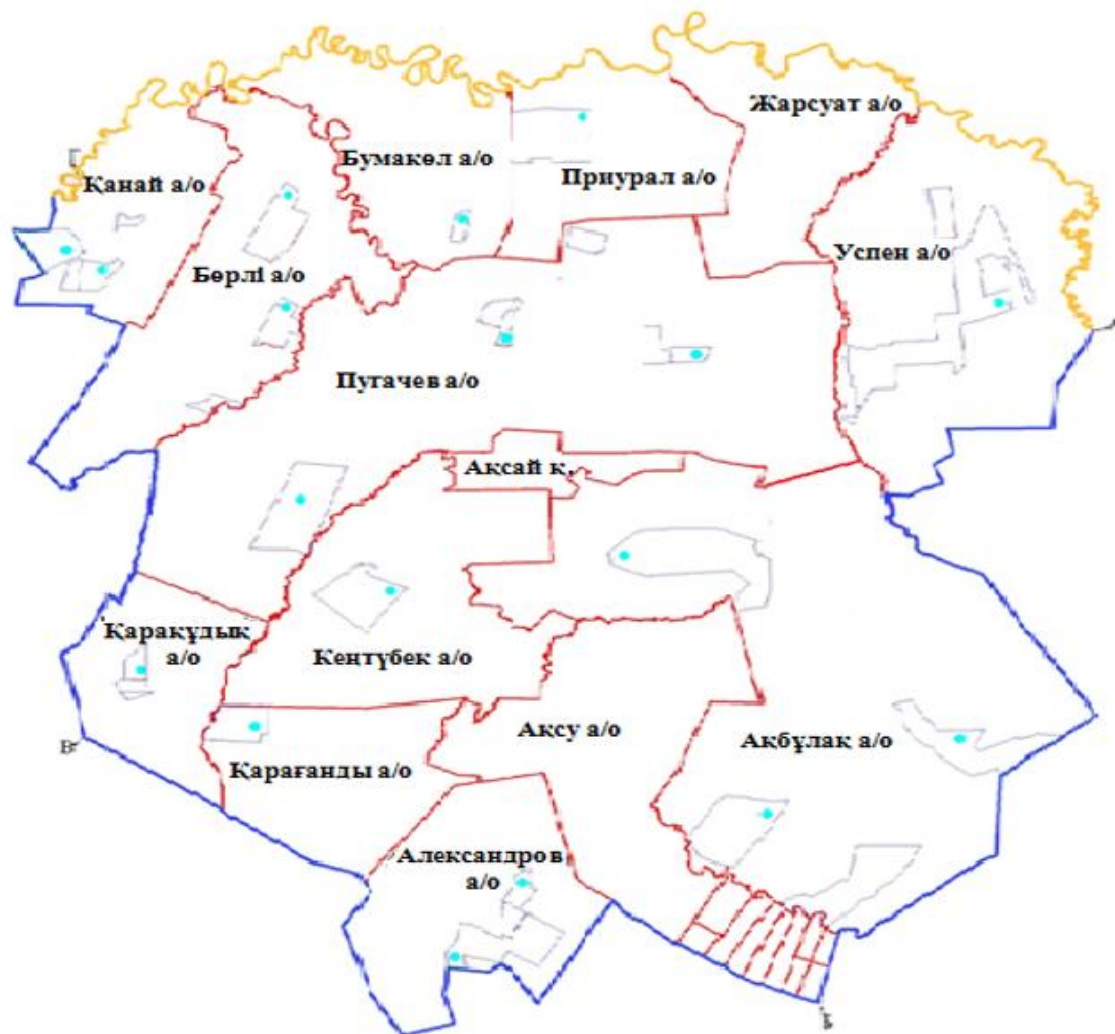 Жарсуат а/о
Бумакөл а/о
Приурал а/о
Қанай а/о
Успен а/о
Бөрлі а/о
Пугачев а/о
Ақсай қ.
Қарақұдық
а/о
Кеңтүбек а/о
Ақсу а/о
Ақбұлақ а/о
В
Қарағанды а/о
Александров
а/о